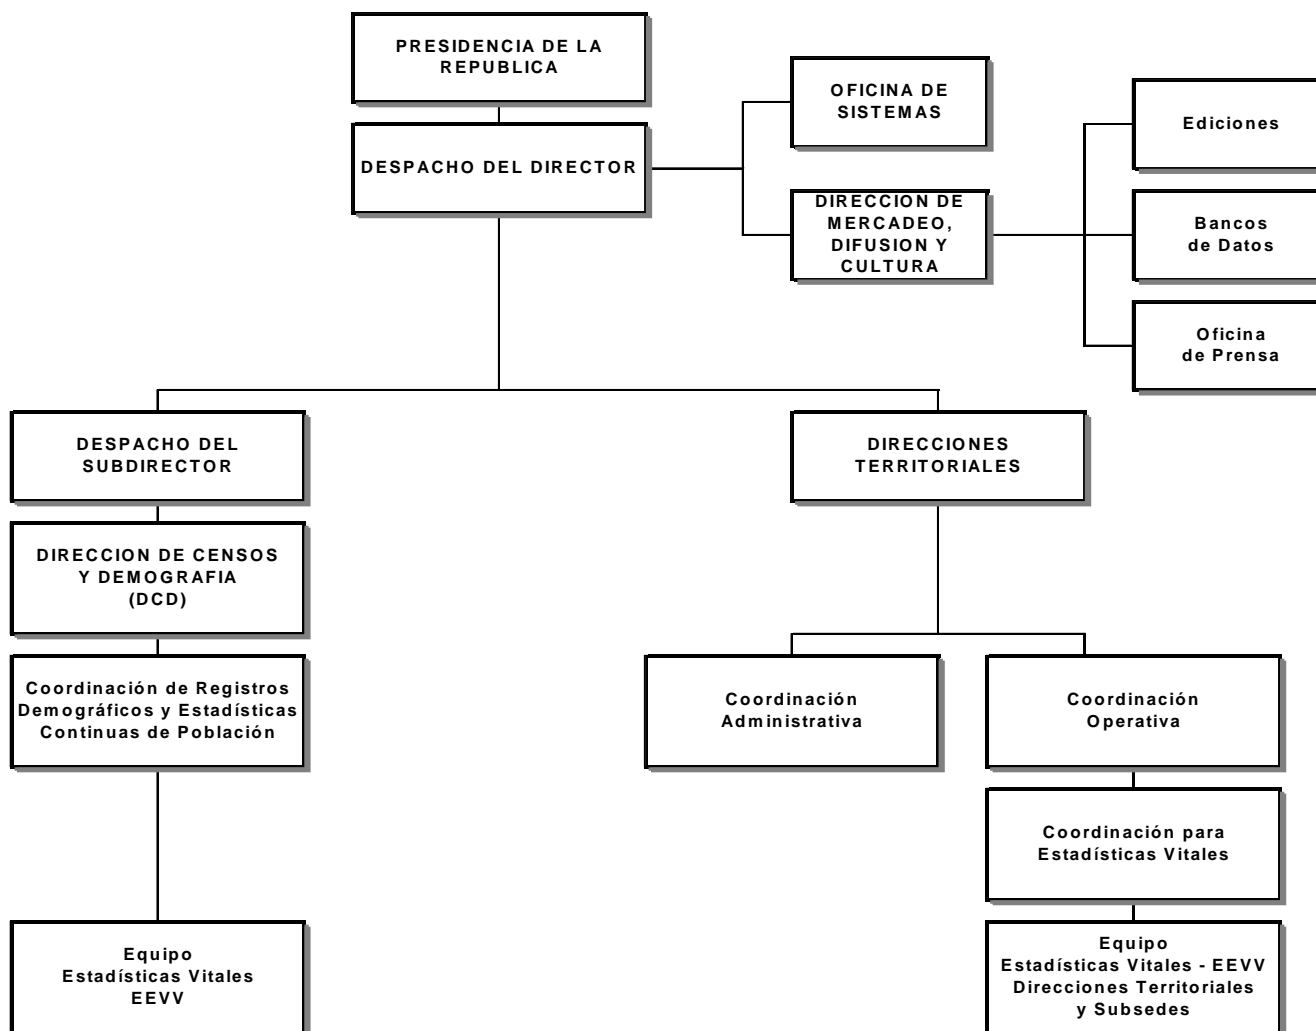 PRESIDENCIA DE LA
REPUBLICA
DESPACHO DEL DIRECTOR
OFICINA DE
SISTEMAS
DIRECCION DE
MERCADEO,
DIFUSION Y
CULTURA
Ediciones
Bancos
de Datos
Oficina
de Prensa
DESPACHO DEL
SUBDIRECTOR
DIRECCION DE CENSOS
Y DEMOGRAFIA
(DCD)
Coordinación de Registros
Demográficos y Estadísticas
Continuas de Población
Equipo
Estadísticas Vitales
EEVV
DIRECCIONES
TERRITORIALES
Coordinación
Administrativa
Coordinación
Operativa
Coordinación para
Estadísticas Vitales
Equipo
Estadísticas Vitales - EEVV
Direcciones Territoriales
y Subsedes